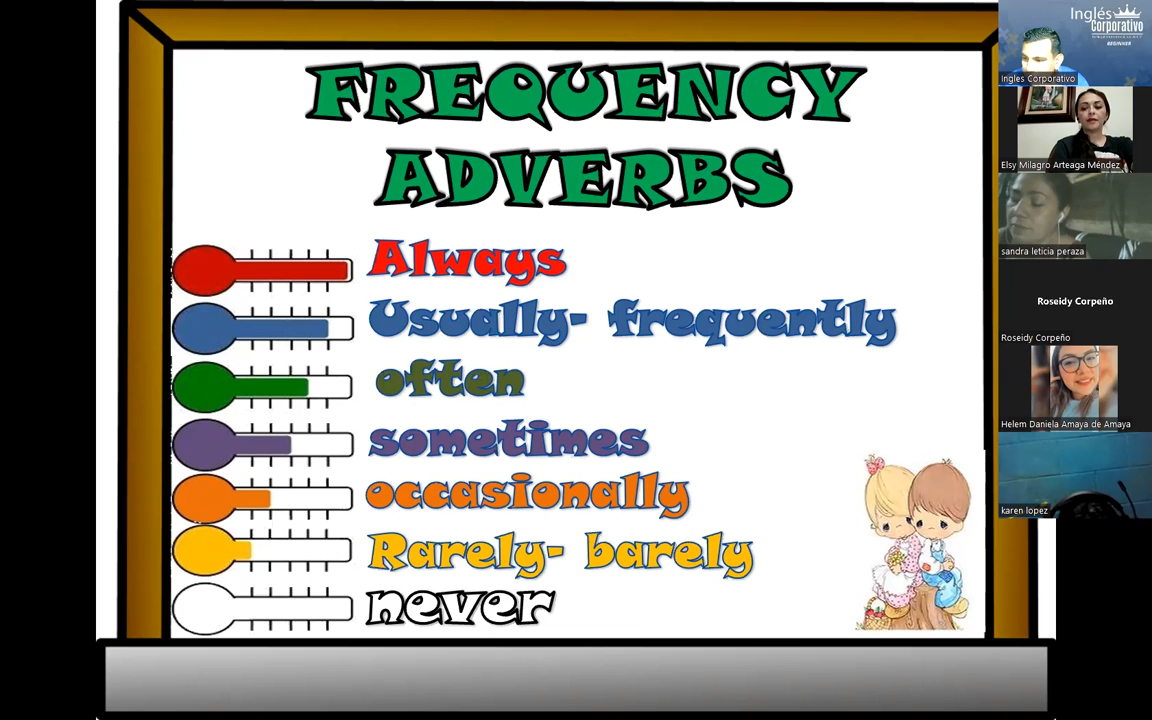 FREQUENCY
ADVERBS
Always
Usually- frequently
often
sometimes
occasionally
Rarely- barely
never
Inglés
Corporativo
BEGINNER
Ingles Corporativo
Elsy Milagro Arteaga Méndez
sandra leticia peraza
Roseidy Corpeño
Roseidy Corpeño
Helem Daniela Amaya de Amaya
karen lopez